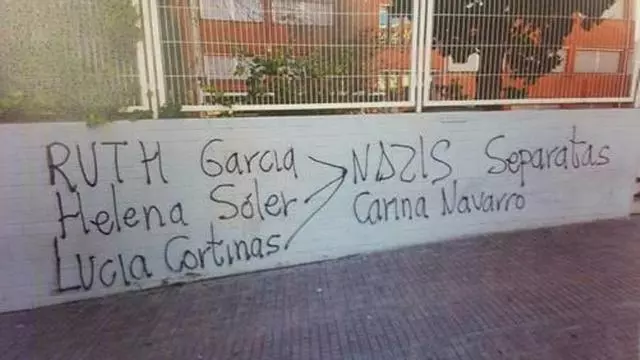 RUTH Garcia
Helena Soler
Lucia Cortinas
NAZIS Separatas
Carina Navarro